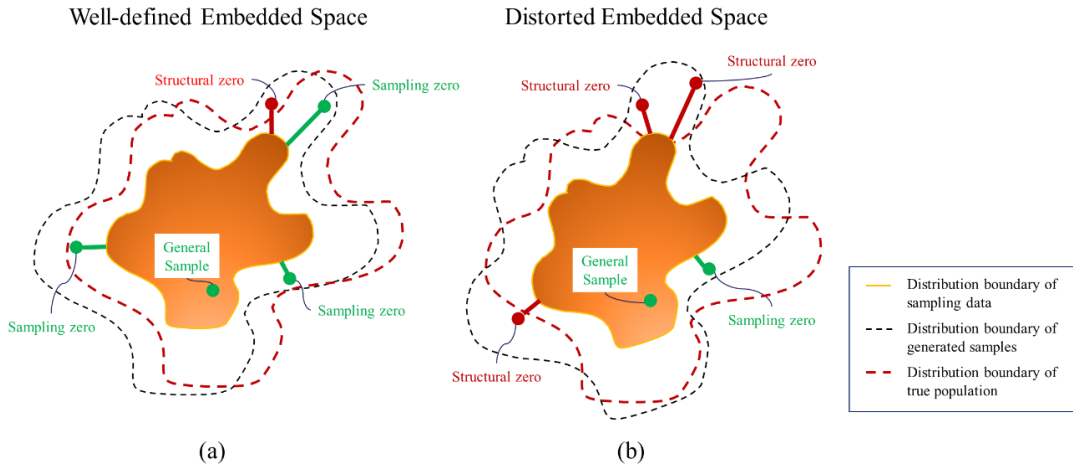 Well-defined Embedded Space
Distorted Embedded Space
Structural zero
Sampling zero
General
Sample
Sampling zero
Sampling zero
(a)
Structural zero
Structural zero
General
Sample
Sampling zero
Structural zero
(b)
Distribution boundary of
sampling data
Distribution boundary of
generated samples
Distribution boundary of
true population